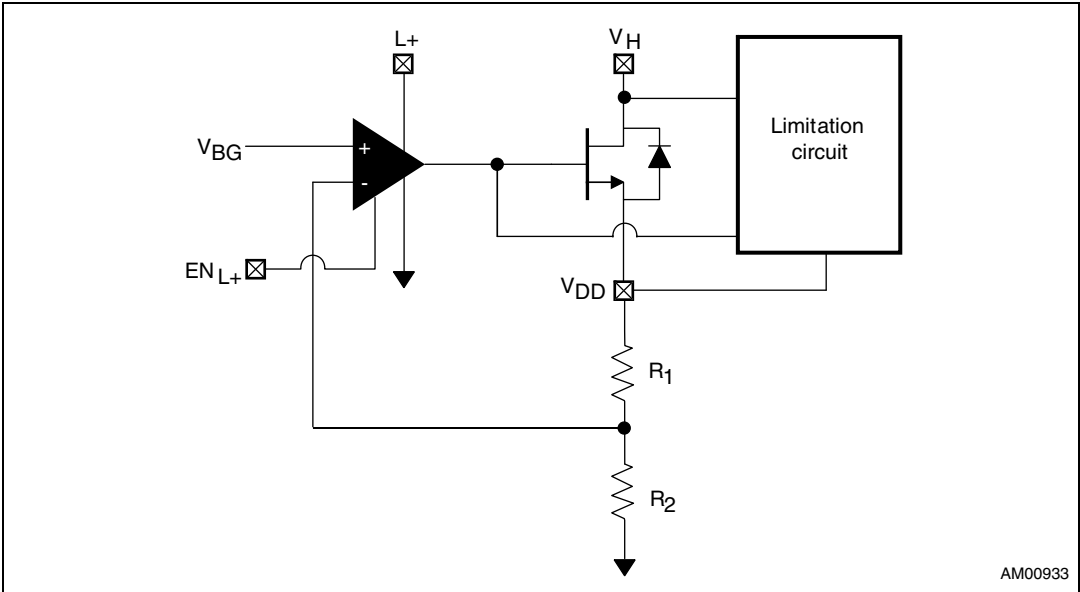 L+
VH
Limitation
circuit
VBG
+
-
ENL+
VDD
R1
R2
AM00933